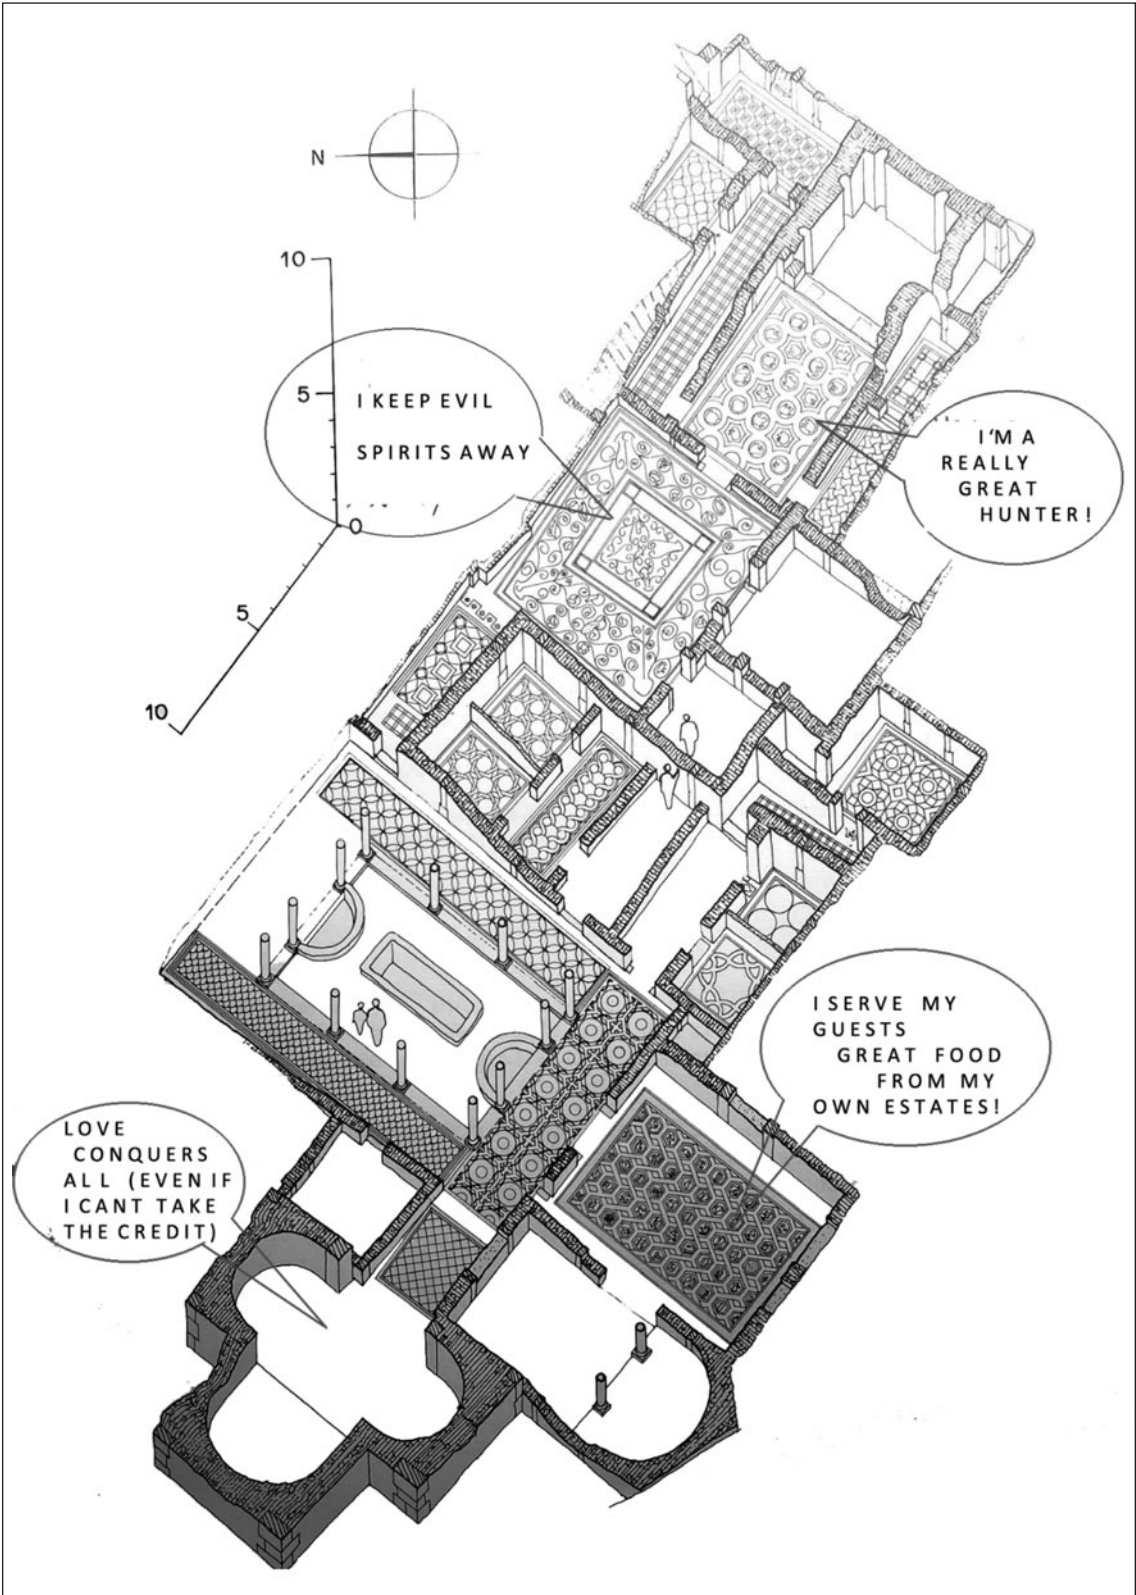 N
10
5
0
5
10
I KEEP EVIL
SPIRITS AWAY
I'M A
REALLY
GREAT
HUNTER!
I SERVE MY
GUESTS
GREAT FOOD
FROM MY
OWN ESTATES!
LOVE
CONQUERS
ALL (EVEN IF
I CANT TAKE
THE CREDIT)